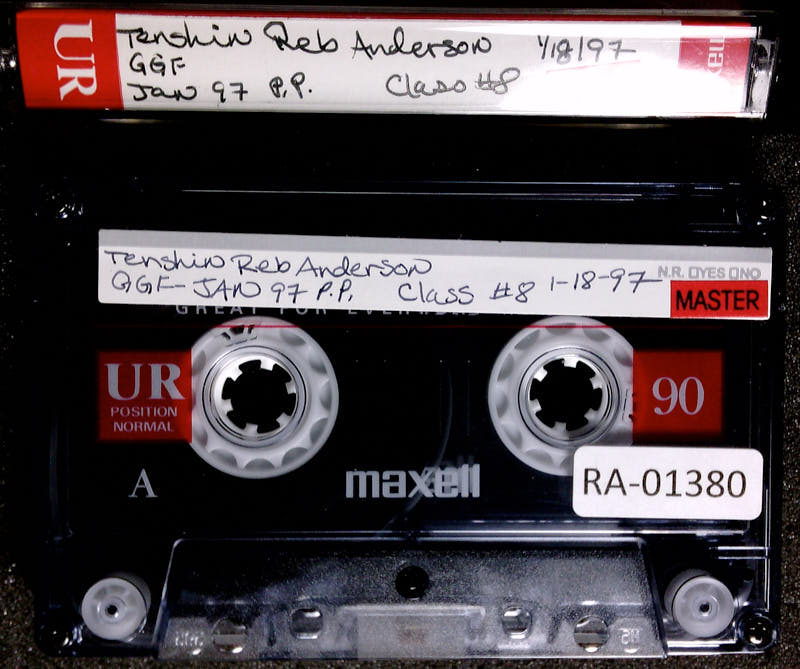 UR
Tenshin Reb Anderson 1/18/97
GGF
Jan 97 P.P. Class #8
Tenshin Reb Anderson
GGF-JAN 97 P.P. Class #8 1-18-97
N.R. YES NO
MASTER
UR
POSITION
NORMAL
90
A
maxell
RA-01380